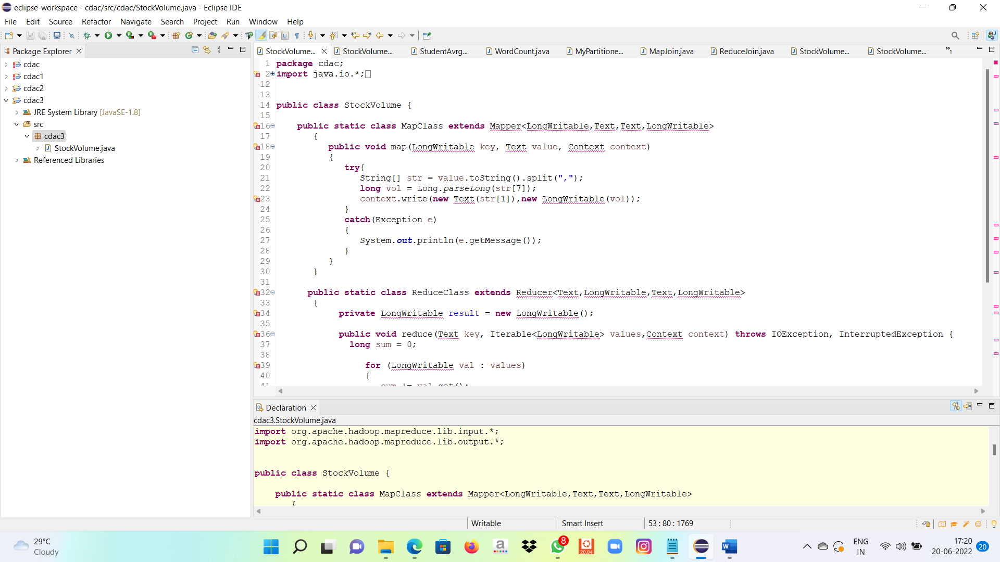 eclipse-workspace - cdac/src/cdac/StockVolume.java - Eclipse IDE
File Edit Source Refactor Navigate Search Project Run Window Help
Package Explorer
cdac
cdac1
cdac2
cdac3
JRE System Library [JavaSE-1.8]
src
cdac3
StockVolume.java
Referenced Libraries
StockVolume... StockVolume... StudentAvrg... WordCount.java MyPartitione... MapJoin.java ReduceJoin.java StockVolume... StockVolume... »1
1 package cdac;
2 import java.io.*;
12
13
14 public class StockVolume {
15
16 public static class MapClass extends Mapper<LongWritable,Text,Text,LongWritable>
17 {
18 public void map(LongWritable key, Text value, Context context)
19 {
20 try{
21 String[] str = value.toString().split(",");
22 long vol = Long.parseLong(str[7]);
23 context.write(new Text(str[1]),new LongWritable(vol));
24 }
25 catch(Exception e)
26 {
27 System.out.println(e.getMessage());
28 }
29 }
30 }
31
32 public static class ReduceClass extends Reducer<Text,LongWritable,Text,LongWritable>
33 {
34 private LongWritable result = new LongWritable();
35
36 public void reduce(Text key, Iterable<LongWritable> values,Context context) throws IOException, InterruptedException {
37 long sum = 0;
38
39 for (LongWritable val : values)
40 {
41 sum += val.get();
Declaration
cdac3.StockVolume.java
import org.apache.hadoop.mapreduce.lib.input.*;
import org.apache.hadoop.mapreduce.lib.output.*;
public class StockVolume {
public static class MapClass extends Mapper<LongWritable,Text,Text,LongWritable>
{
Writable Smart Insert 53 : 80 : 1769
29°C
Cloudy
a
8
20.04
W
ENG
IN
17:20
20-06-2022
20